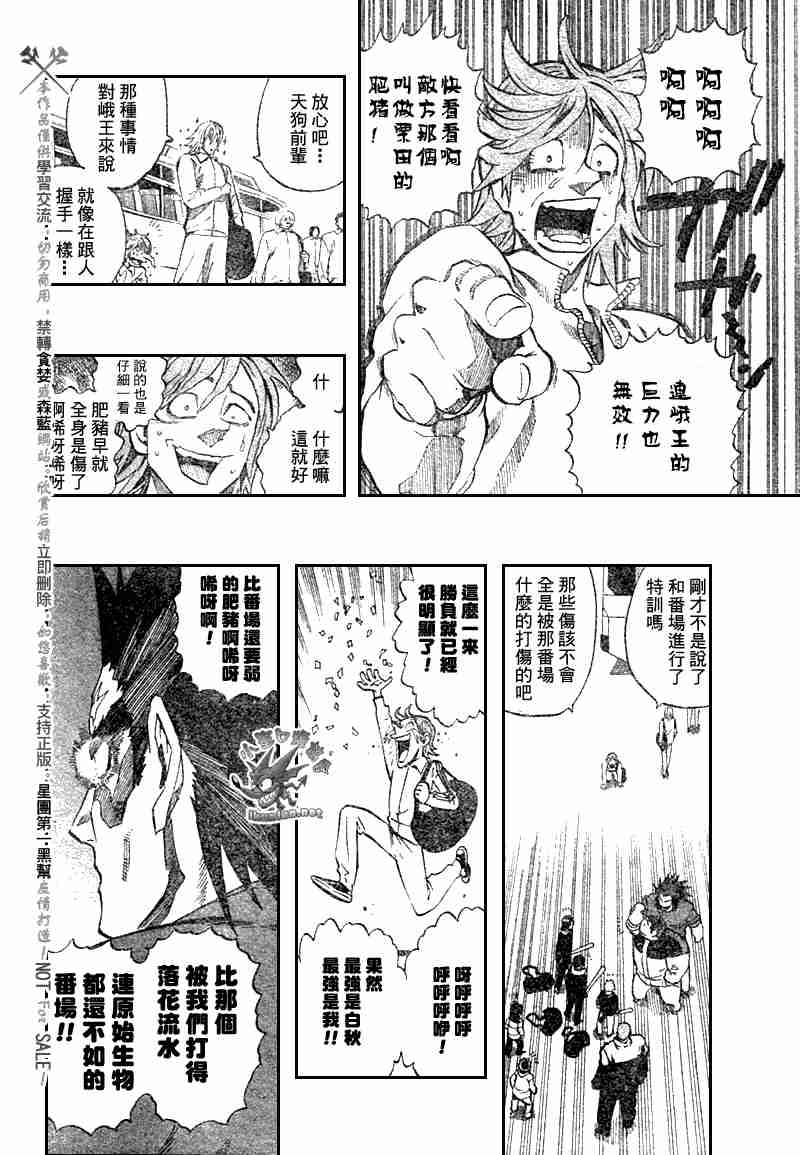 啊啊啊
啊啊
快看看啊
敵方那個
叫做栗田的
肥豬！
連峨王的
巨力也
無效!!
放心吧…
天狗前輩
那種事情
對峨王來說
就像在跟人
握手一樣…
什
什麼嘛
這就好
說的也是
仔細一看
肥豬早就
全身是傷了
啊唏呀唏呀
剛才不是說了
和番場進行了
特訓嗎
那些傷該不會
全是被那番場
什麼的打傷的吧
這麼一來
勝負就已經
很明顯了！
呀呼呼呼
呼呼呼咿！
果然
最強是白秋
最強是我!!
比番場還要弱
的肥豬啊唏呀
唏呀啊！
比那個
被我們打得
落花流水
連原始生物
都還不如的
番場!!
本作品僅供學習交流…切勿商用，禁轉貪婪或森藍網站。欣賞后請立即刪除…如您喜歡…支持正版…星團第一黑幫友情打造！NOT For SALE!